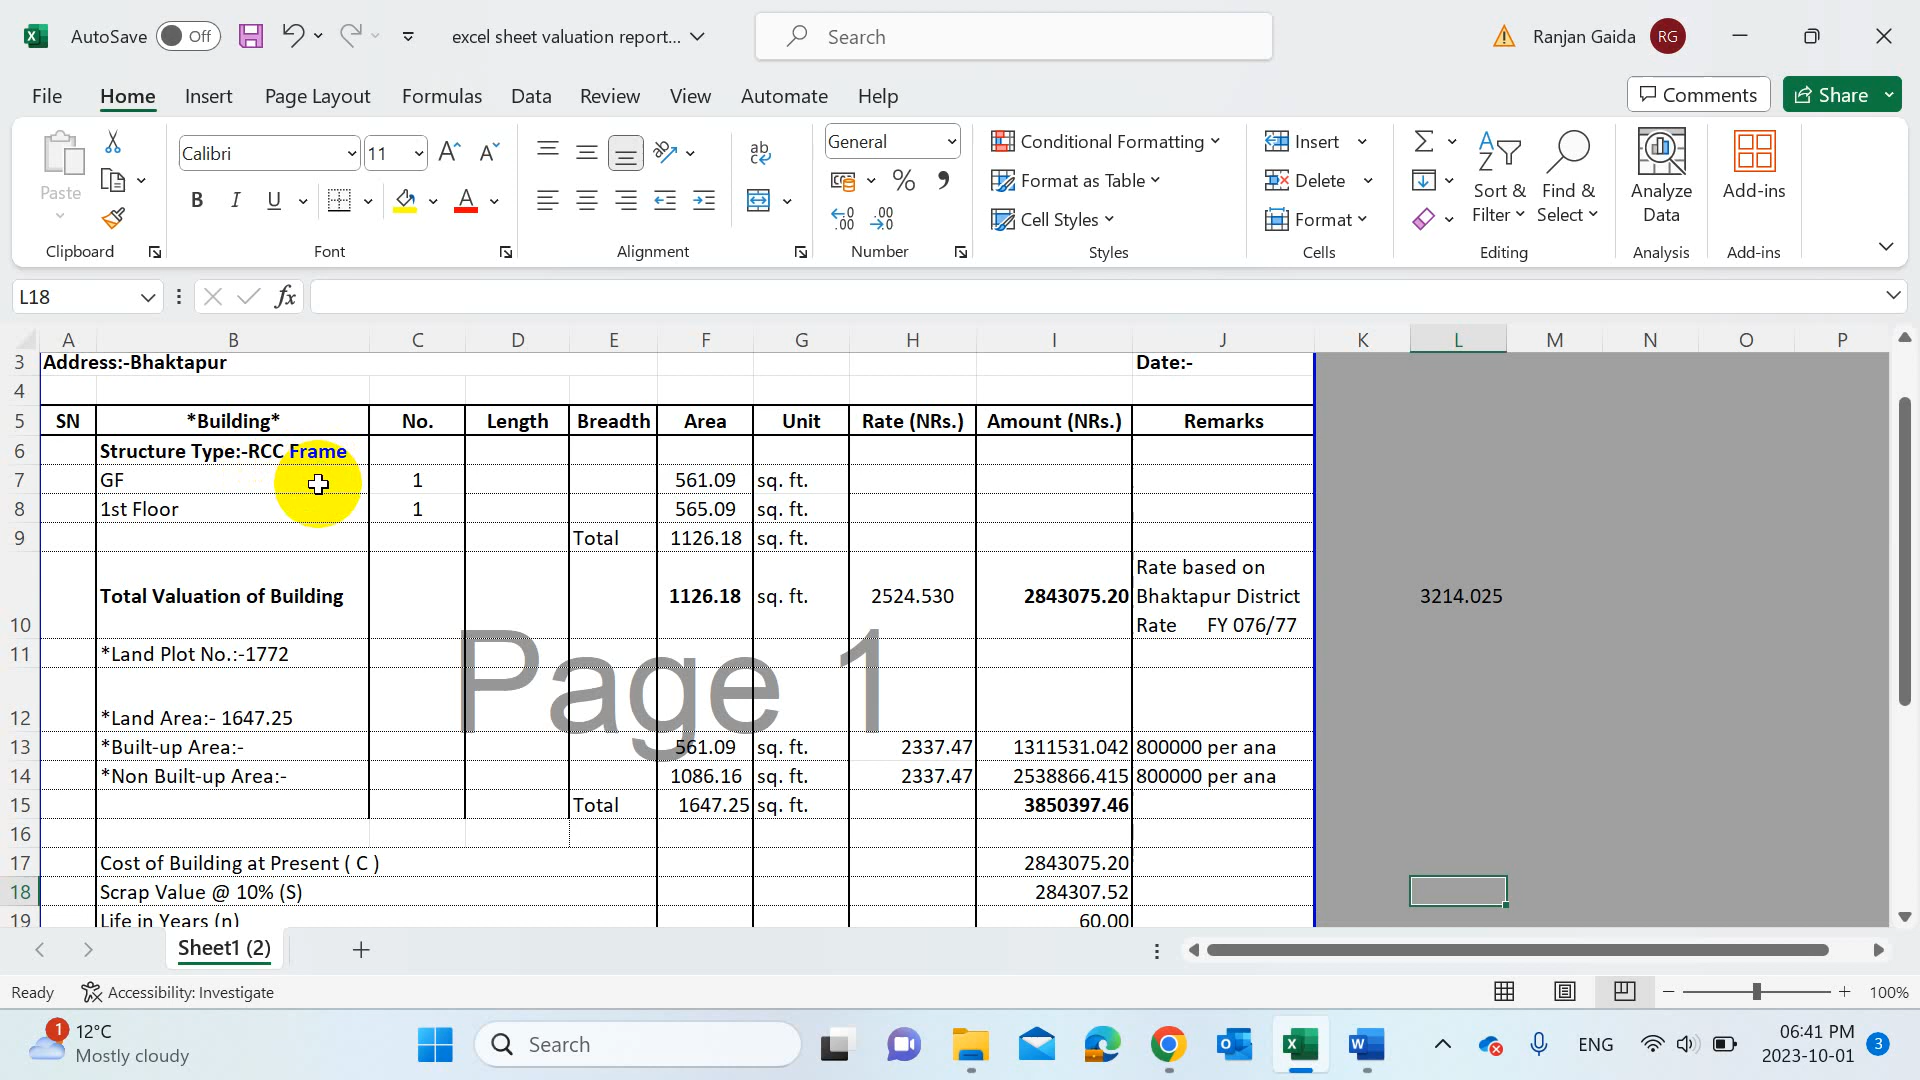 AutoSave Off excel sheet valuation report... Search Ranjan Gaida RG
File Home Insert Page Layout Formulas Data Review View Automate Help Comments Share
Paste Calibri 11 General Conditional Formatting Format as Table Cell Styles Insert Delete Format Sort & Filter Find & Select Analyze Data Add-ins
Clipboard Font Alignment Number Styles Cells Editing Analysis Add-ins
L18 fx
A B C D E F G H I J K L M N O P
3 Address:-Bhaktapur Date:-
4
5 SN *Building* No. Length Breadth Area Unit Rate (NRs.) Amount (NRs.) Remarks
6 Structure Type:-RCC Frame
7 GF 1 561.09 sq. ft.
8 1st Floor 1 565.09 sq. ft.
9 Total 1126.18 sq. ft.
10 Total Valuation of Building 1126.18 sq. ft. 2524.530 2843075.20 Rate based on Bhaktapur District Rate FY 076/77 3214.025
11 *Land Plot No.:-1772
Page 1
12 *Land Area:- 1647.25
13 *Built-up Area:- 561.09 sq. ft. 2337.47 1311531.042 800000 per ana
14 *Non Built-up Area:- 1086.16 sq. ft. 2337.47 2538866.415 800000 per ana
15 Total 1647.25 sq. ft. 3850397.46
16
17 Cost of Building at Present ( C ) 2843075.20
18 Scrap Value @ 10% (S) 284307.52
19 Life in Years (n) 60.00
Sheet1 (2)
Ready Accessibility: Investigate 100%
1 12°C Mostly cloudy Search ENG 06:41 PM 2023-10-01 3